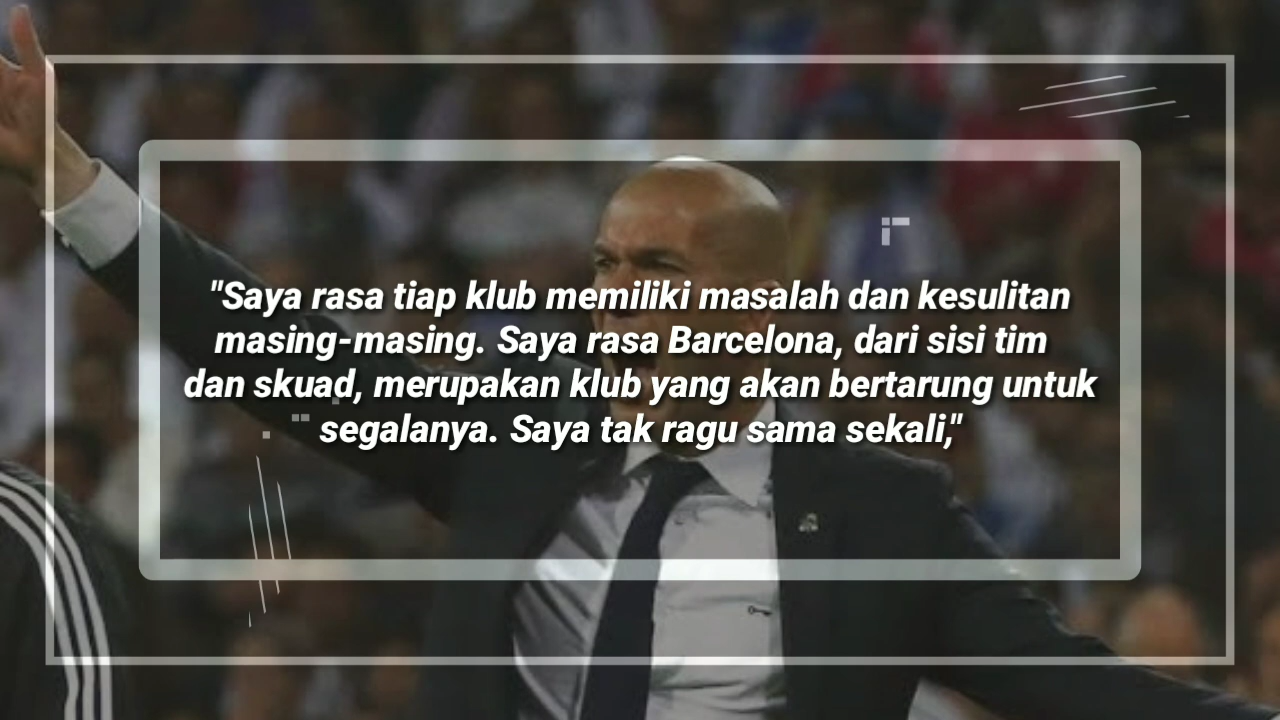 "Saya rasa tiap klub memiliki masalah dan kesulitan
masing-masing. Saya rasa Barcelona, dari sisi tim
dan skuad, merupakan klub yang akan bertarung untuk
segalanya. Saya tak ragu sama sekali,"